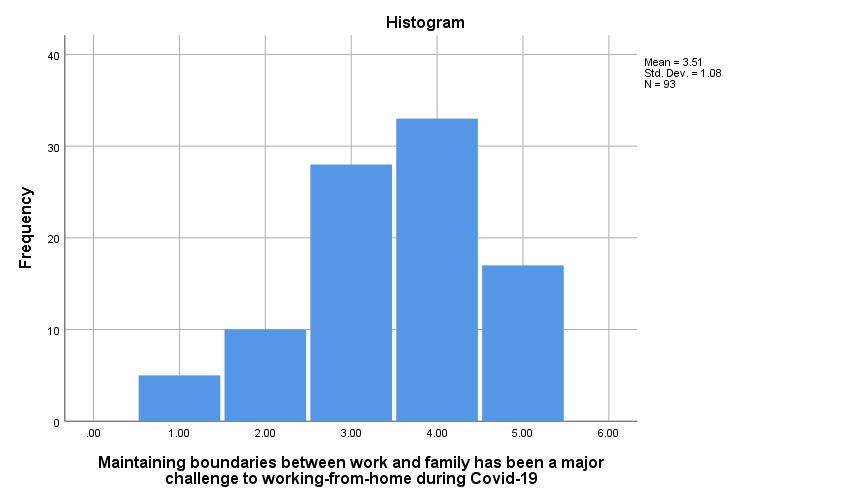 Histogram
Mean = 3.51
Std. Dev. = 1.08
N = 93
Frequency
40
30
20
10
0
.00 1.00 2.00 3.00 4.00 5.00 6.00
Maintaining boundaries between work and family has been a major
challenge to working-from-home during Covid-19